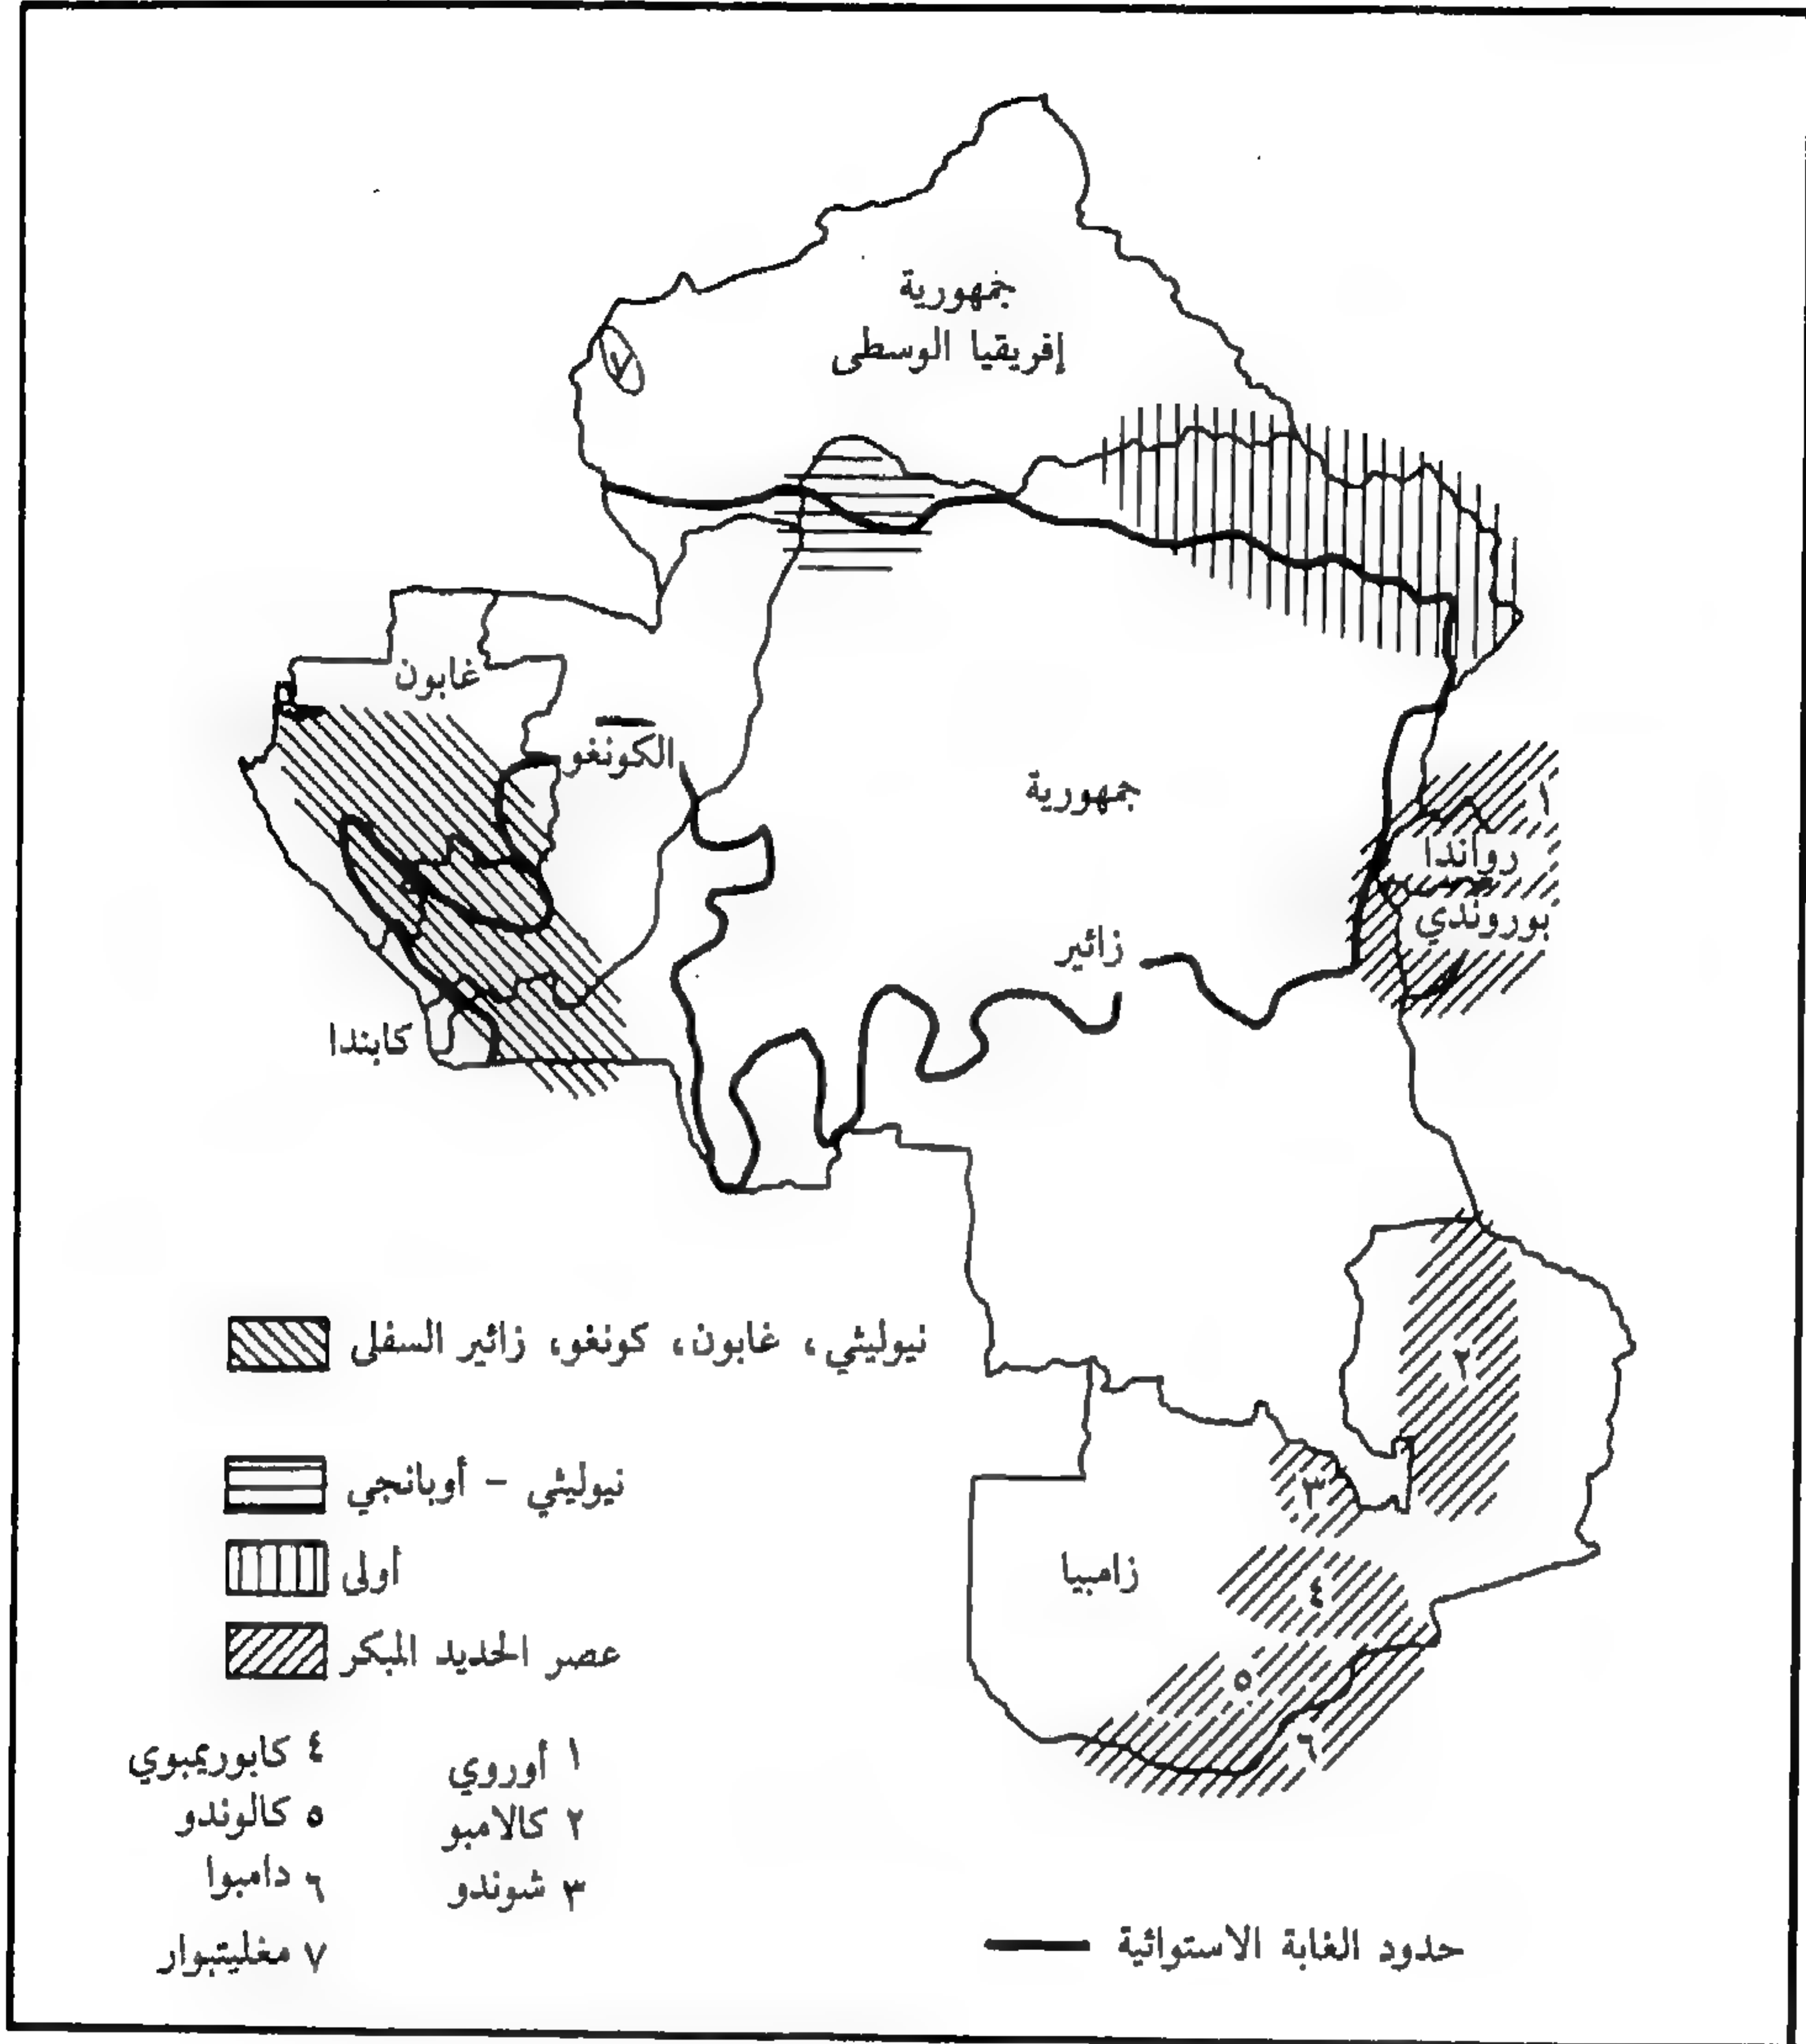 جمهورية
إفريقيا الوسطى
٧
غابون
الكونغو
جمهورية
زائير
١
رواندا
بوروندي
كابندا
٢
٣
زامبيا
٤
٥
٦
نيوليثي، غابون، كونغو، زائير السفلى
نيوليثي - أوبانجي
أولى
عصر الحديد المبكر
١ أوروي
٢ كالامبو
٣ شوندو
٤ كابوريمبوي
٥ كالوندو
٦ دامبوا
٧ مغليتبوار
حدود الغابة الاستوائية